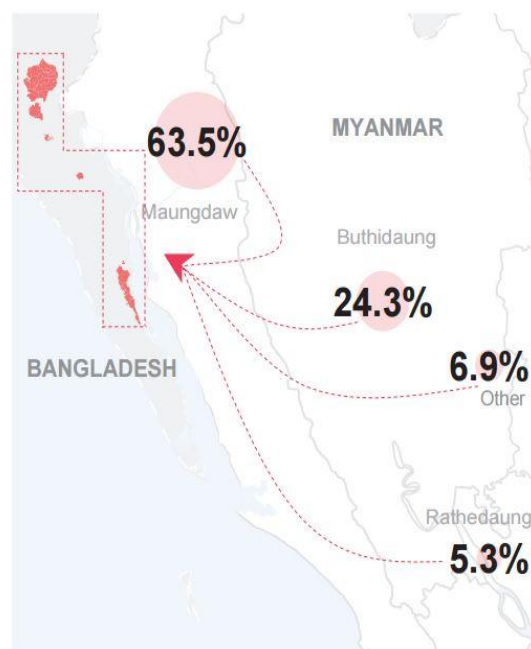 63.5%
MYANMAR
Maungdaw
Buthidaung
24.3%
BANGLADESH
6.9%
Other
Rathedaung
5.3%